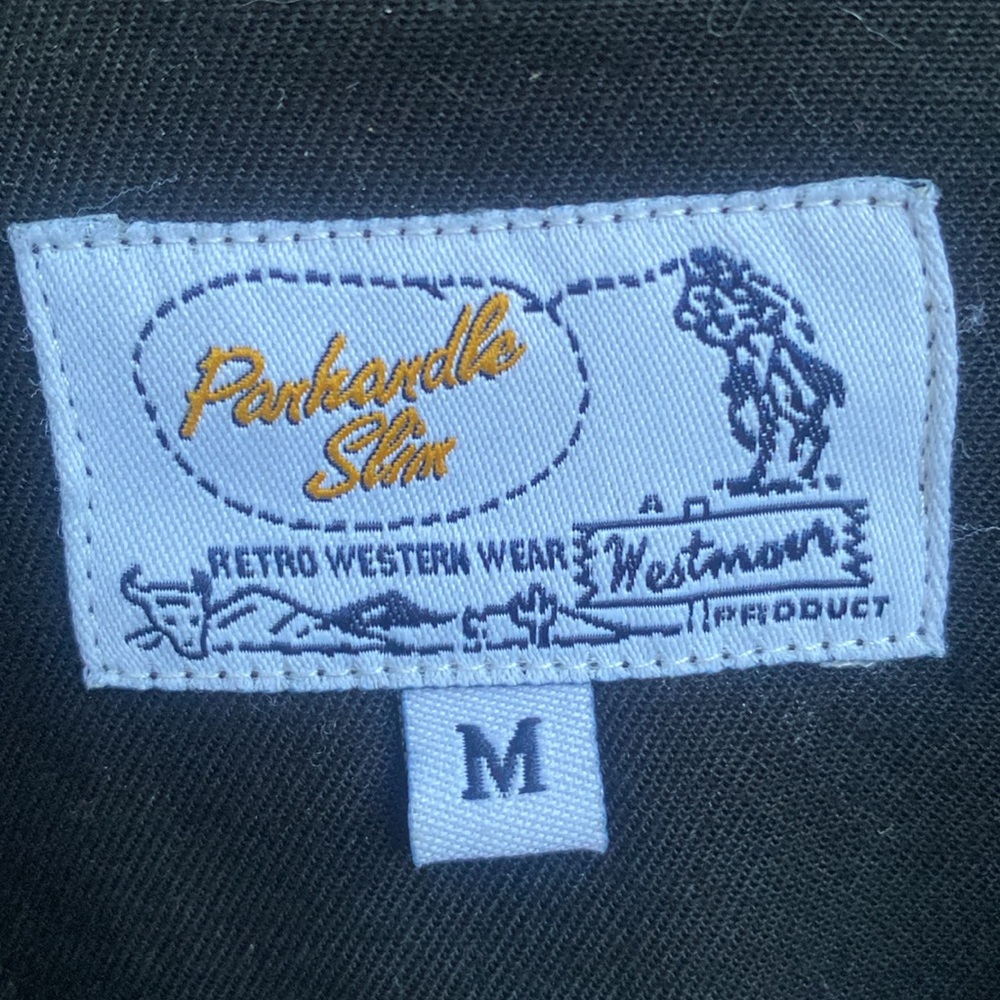 Panhandle
Slim
RETRO WESTERN WEAR
A
Westmoor
PRODUCT
M